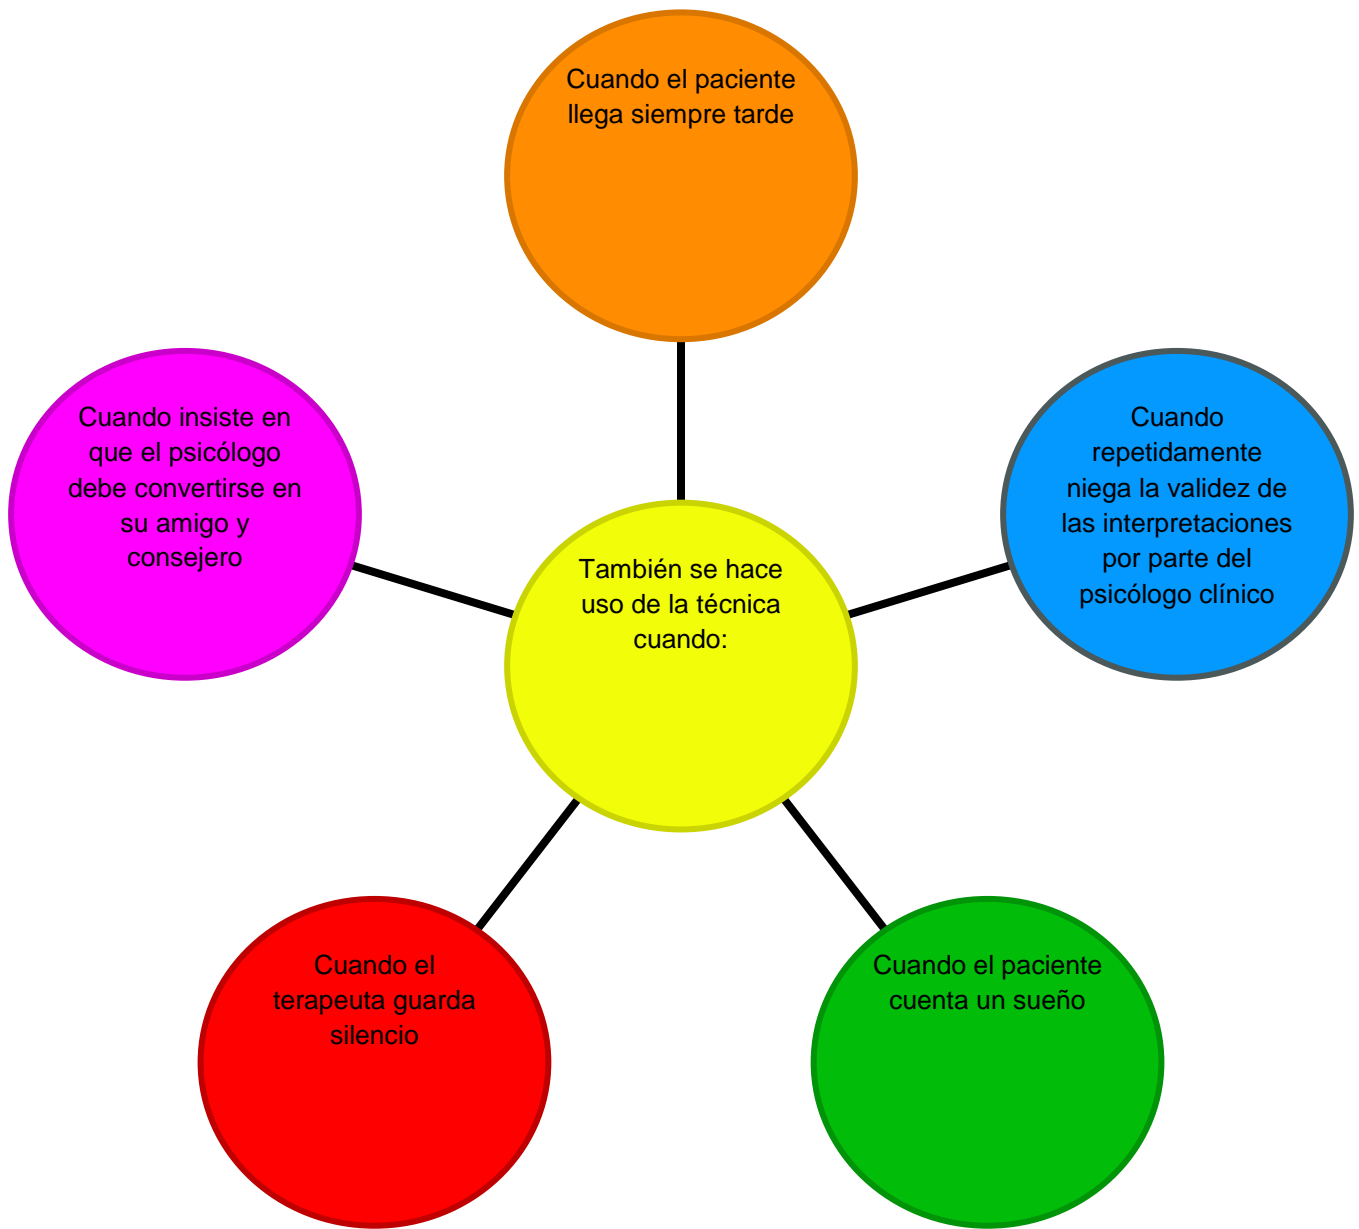 Cuando el paciente
llega siempre tarde
Cuando insiste en
que el psicólogo
debe convertirse en
su amigo y
consejero
Cuando
repetidamente
niega la validez de
las interpretaciones
por parte del
psicólogo clínico
También se hace
uso de la técnica
cuando:
Cuando el
terapeuta guarda
silencio
Cuando el paciente
cuenta un sueño